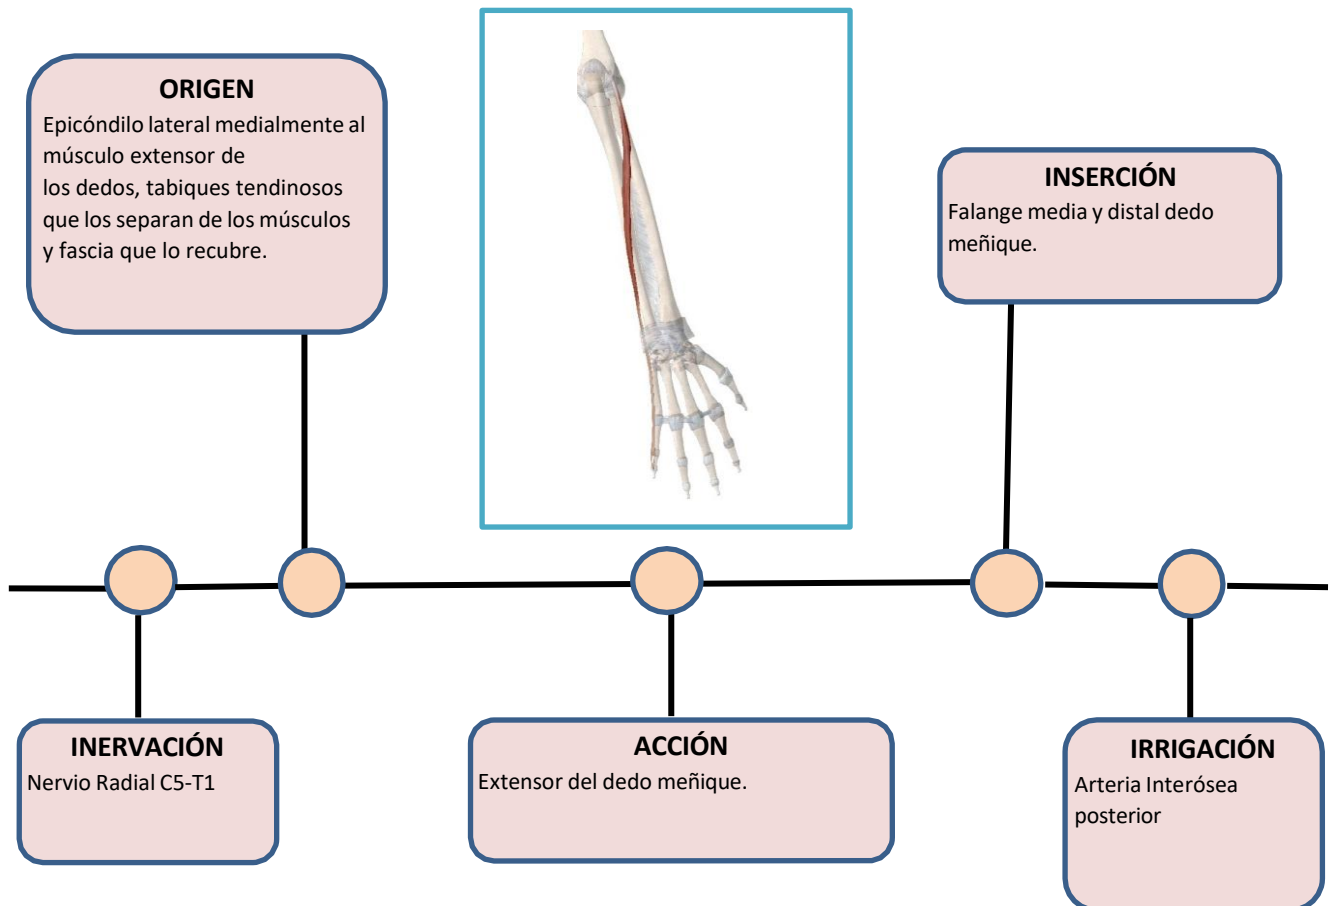 ORIGEN
Epicóndilo lateral medialmente al
músculo extensor de
los dedos, tabiques tendinosos
que los separan de los músculos
y fascia que lo recubre.
INSERCIÓN
Falange media y distal dedo
meñique.
INERVACIÓN
Nervio Radial C5-T1
ACCIÓN
Extensor del dedo meñique.
IRRIGACIÓN
Arteria Interósea
posterior